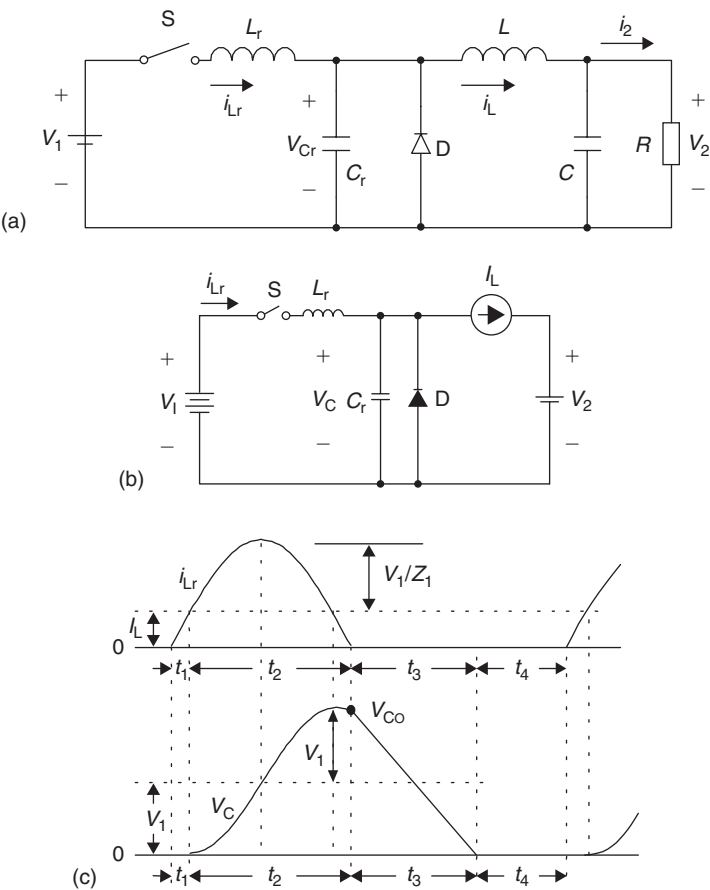 S
L_r
L
i_2
+
i_Lr
+
i_L
+
V_1
V_Cr
D
R
V_2
−
−
C_r
C
−
(a)
i_Lr
S
L_r
I_L
+
+
+
V_I
V_C
C_r
D
V_2
−
−
−
(b)
i_Lr
V_1/Z_1
I_L
0
t_1
t_2
t_3
t_4
V_CO
V_1
V_1
V_C
0
t_1
t_2
t_3
t_4
(c)